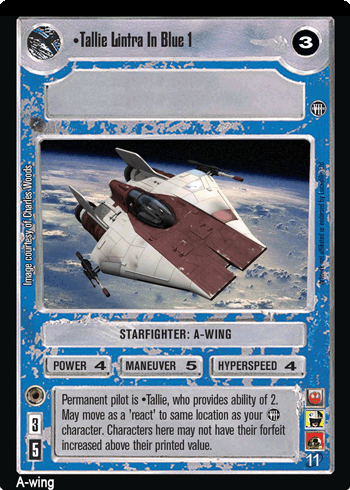 •Tallie Lintra In Blue 1
3
Image courtesy of Charles Woods
STARFIGHTER: A-WING
POWER 4
MANEUVER 5
HYPERSPEED 4
Permanent pilot is •Tallie, who provides ability of 2.
May move as a 'react' to same location as your
character. Characters here may not have their forfeit
increased above their printed value.
3
5
11
A-wing